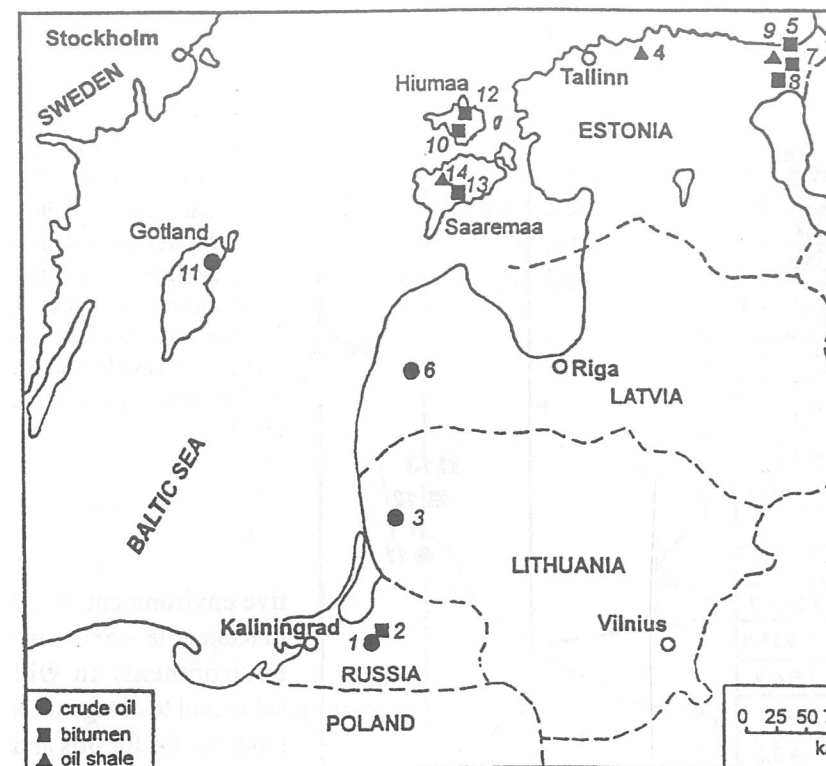 Stockholm
SWEDEN
Hiumaa
12
10
14
13
Saaremaa
Tallinn
4
9
5
7
8
ESTONIA
Gotland
11
6
Riga
LATVIA
BALTIC SEA
3
LITHUANIA
Kaliningrad
1
2
RUSSIA
Vilnius
POLAND
crude oil
bitumen
oil shale
0 25 50
tive environment.